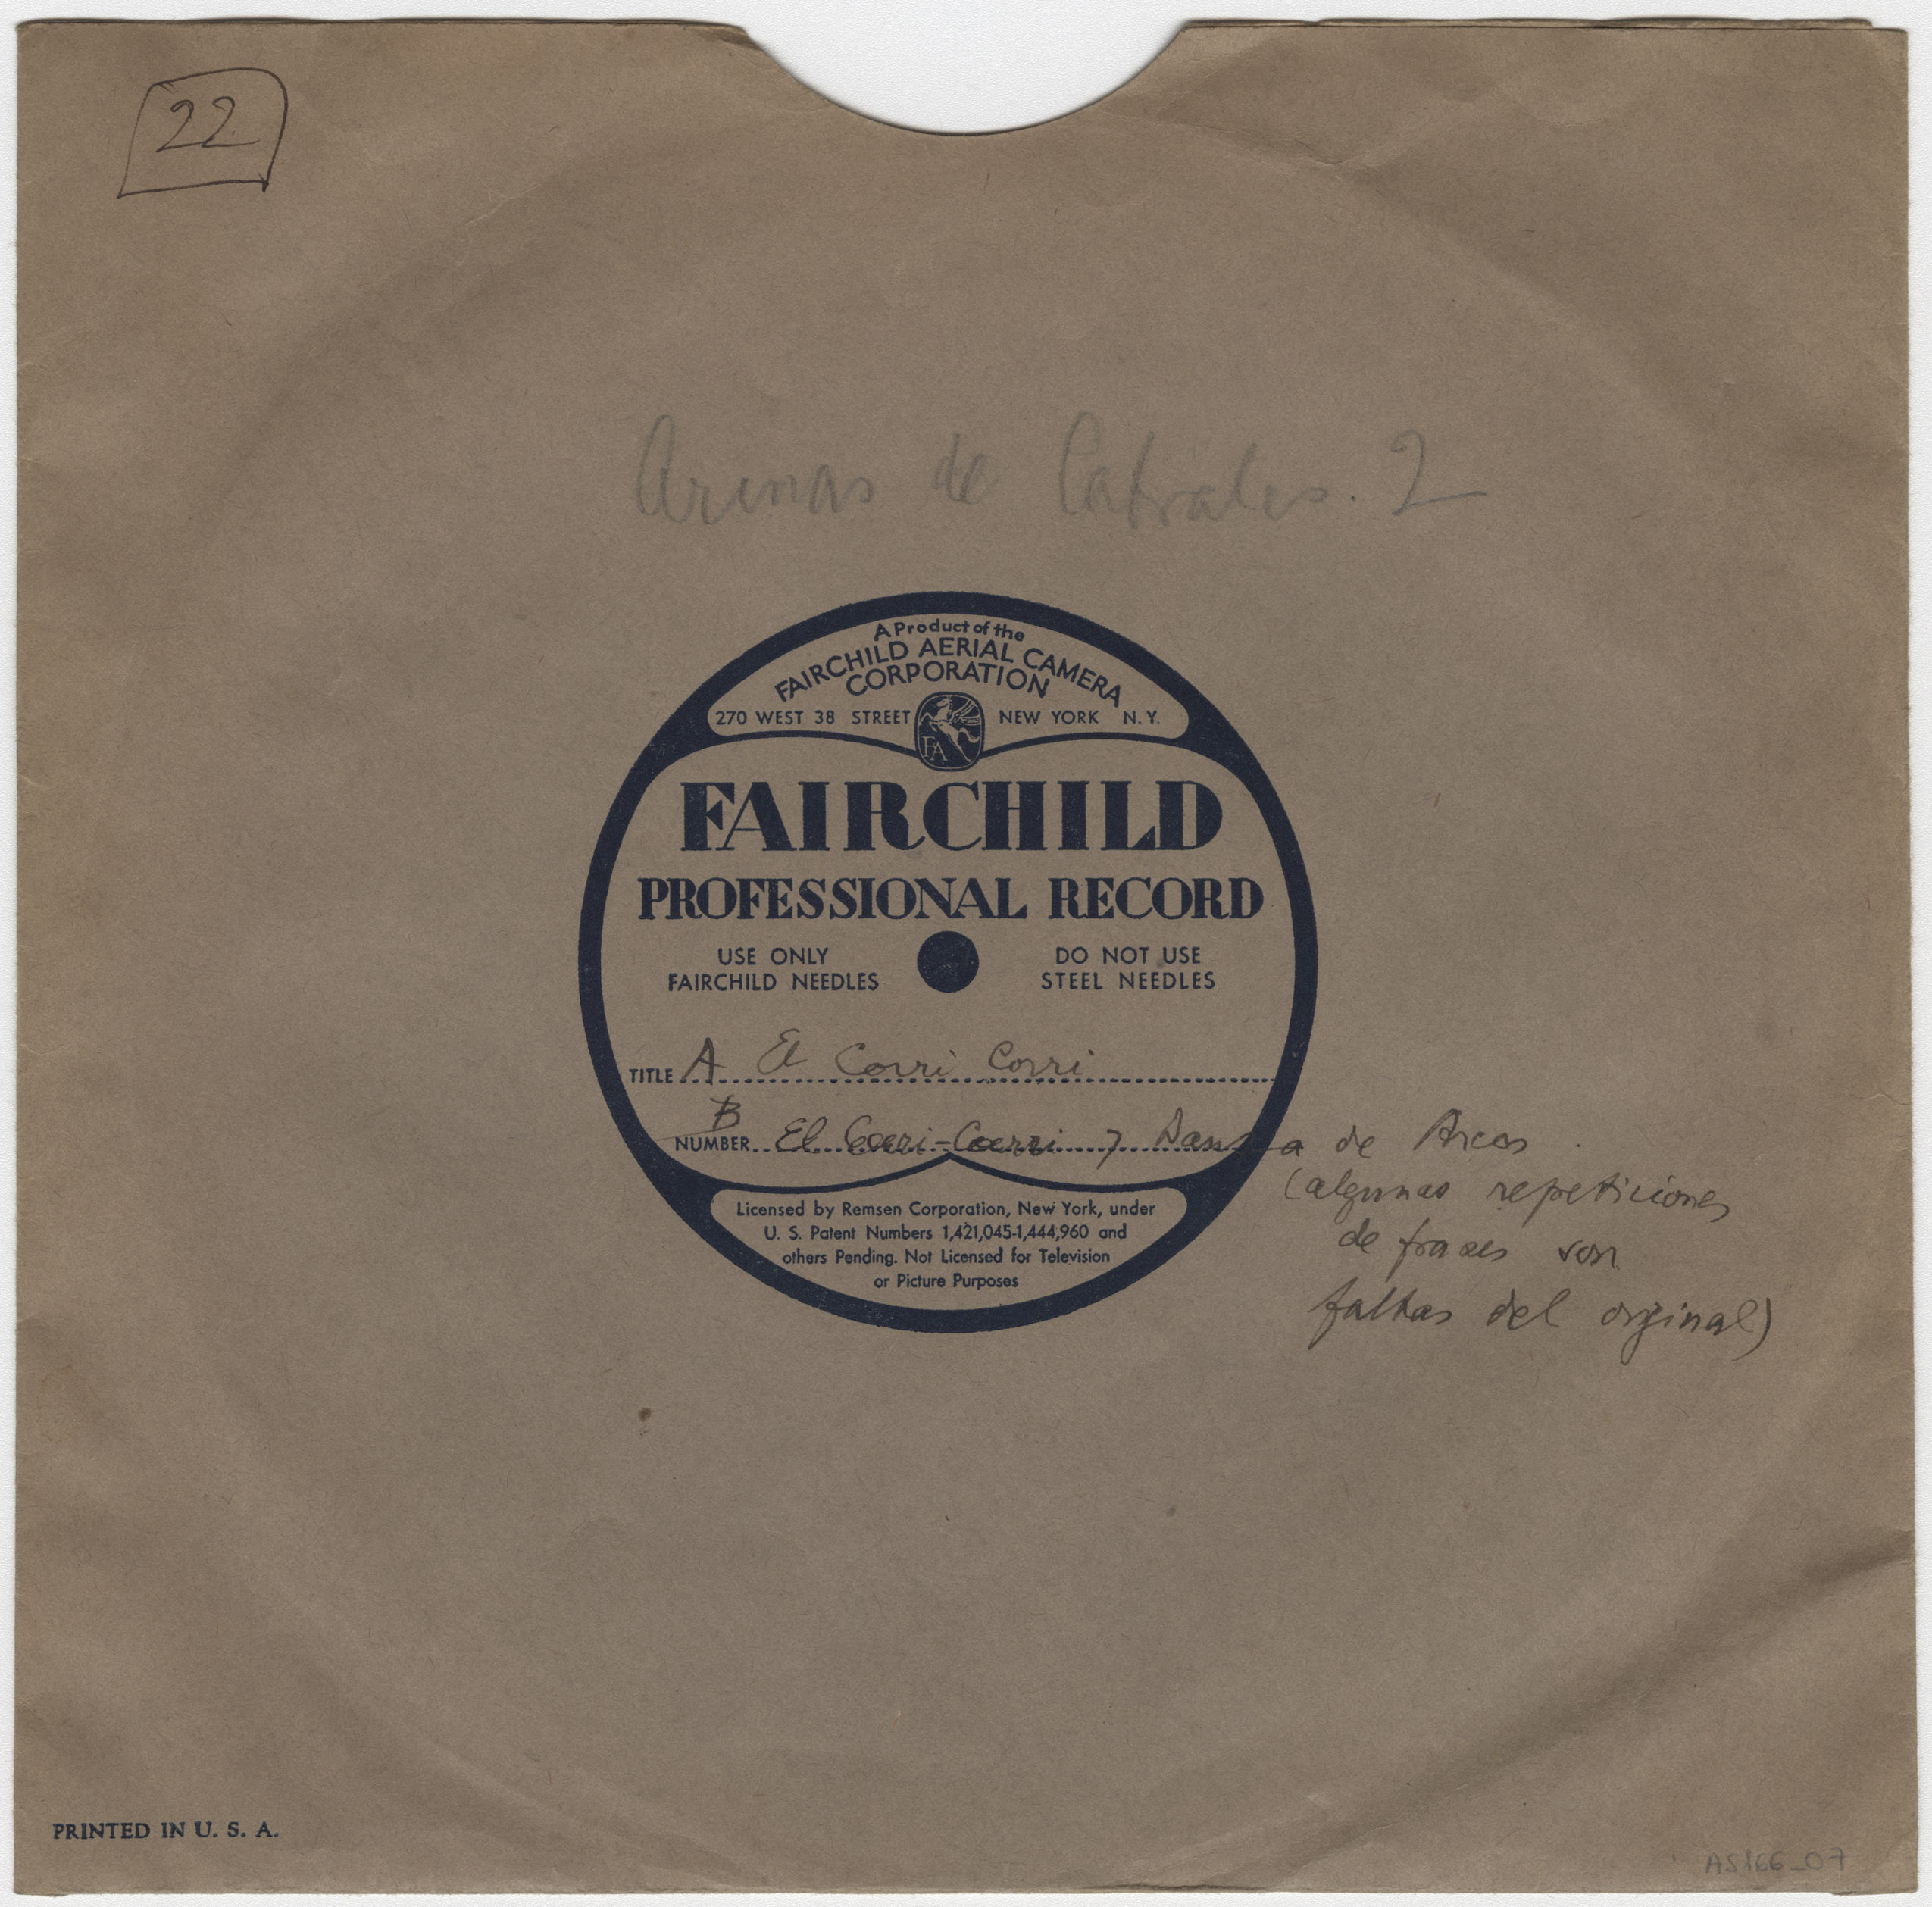 22
Arenas de Cabrales. 2
A Product of the
FAIRCHILD AERIAL CAMERA
CORPORATION
270 WEST 38 STREET NEW YORK N.Y.
FA
FAIRCHILD
PROFESSIONAL RECORD
USE ONLY
FAIRCHILD NEEDLES
DO NOT USE
STEEL NEEDLES
TITLE A El Corri Corri
B
NUMBER El Corri-Corri y Danza de Arcos.
(algunas repeticiones
de frases son
faltas del orginal)
Licensed by Remsen Corporation, New York, under
U. S. Patent Numbers 1,421,045-1,444,960 and
others Pending. Not Licensed for Television
or Picture Purposes
PRINTED IN U. S. A.
AS166_07